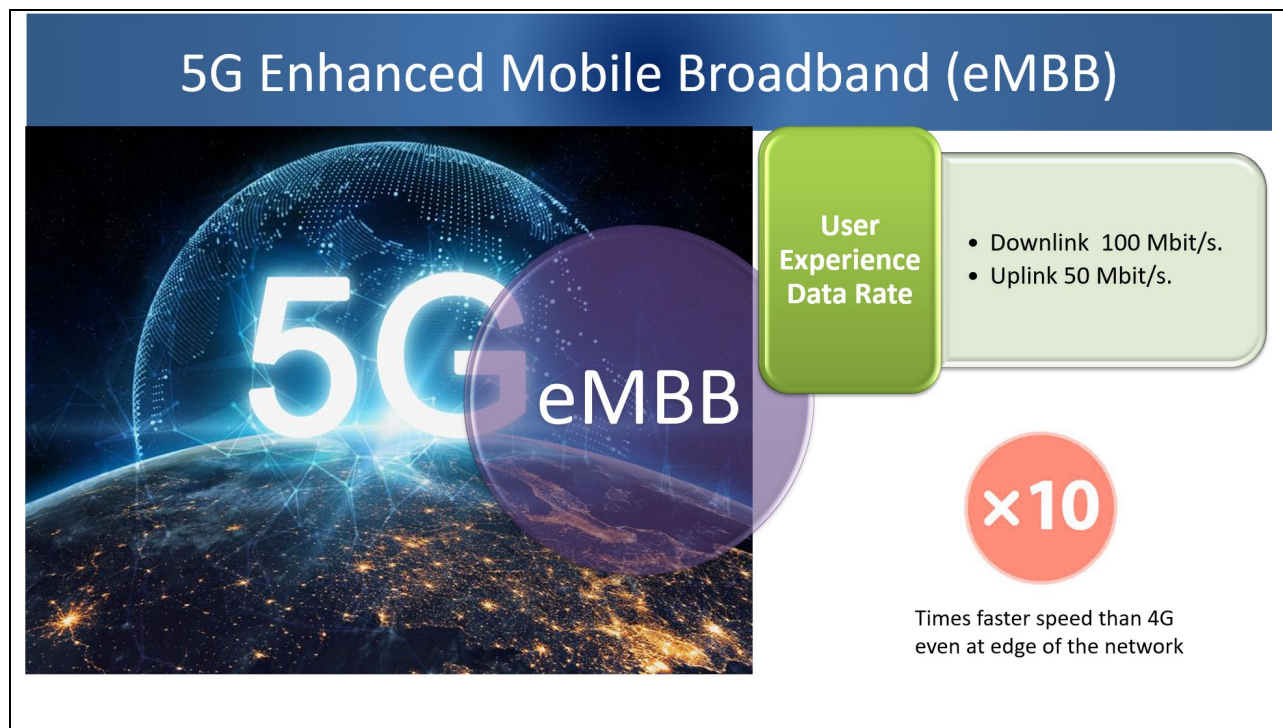 5G Enhanced Mobile Broadband (eMBB)
5G
eMBB
User
Experience
Data Rate
• Downlink 100 Mbit/s.
• Uplink 50 Mbit/s.
×10
Times faster speed than 4G
even at edge of the network